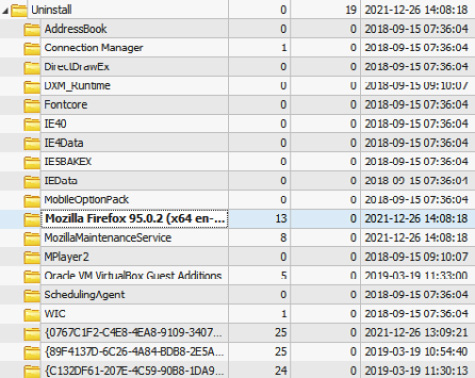 Uninstall 0 19 2021-12-26 14:08:18
AddressBook 0 0 2018-09-15 07:36:04
Connection Manager 1 0 2018-09-15 07:36:04
DirectDrawEx 0 0 2018-09-15 07:36:04
DXM_Runtime 0 0 2018-09-15 09:10:07
Fontcore 0 0 2018-09-15 07:36:04
IE40 0 0 2018-09-15 07:36:04
IE4Data 0 0 2018-09-15 07:36:04
IE5BAKEX 0 0 2018-09-15 07:36:04
IEData 0 0 2018-09-15 07:36:04
MobileOptionPack 0 0 2018-09-15 07:36:04
Mozilla Firefox 95.0.2 (x64 en-... 13 0 2021-12-26 14:08:18
MozillaMaintenanceService 8 0 2021-12-26 14:08:18
MPlayer2 0 0 2018-09-15 09:10:07
Oracle VM VirtualBox Guest Additions 5 0 2019-03-19 11:33:00
SchedulingAgent 0 0 2018-09-15 07:36:04
WIC 1 0 2018-09-15 07:36:04
{0767C1F2-C4E8-4EA8-9109-3407... 25 0 2021-12-26 13:09:21
{89F4137D-6C26-4A84-BDB8-2E5A... 25 0 2019-03-19 10:54:40
{C132DF61-207E-4C59-90B8-1DA9... 24 0 2019-03-19 11:30:13